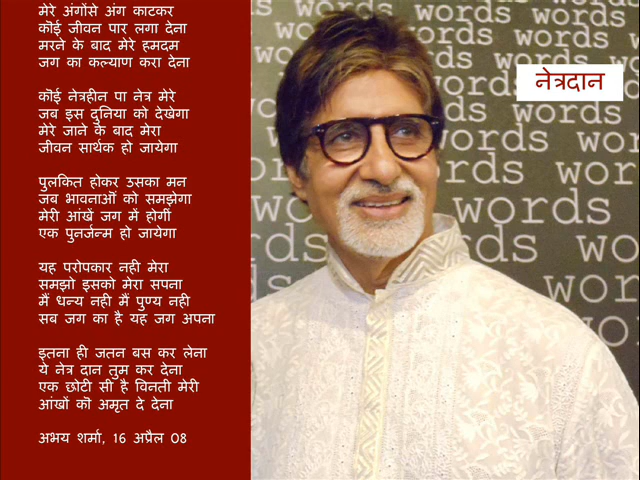 मेरे अंगोंसे अंग काटकर
कोई जीवन पार लगा देना
मरने के बाद मेरे हमदम
जग का कल्याण करा देना
कोई नेत्रहीन पा नेत्र मेरे
जब इस दुनिया को देखेगा
मेरे जाने के बाद मेरा
जीवन सार्थक हो जायेगा
पुलकित होकर उसका मन
जब भावनाऒं को समझेगा
मेरी आंखें जग में होगीं
एक पुनर्जन्म हो जायेगा
यह परोपकार नही मेरा
समझो इसको मेरा सपना
मैं धन्य नही मैं पुण्य नही
सब जग का है यह जग अपना
इतना ही जतन बस कर लेना
ये नेत्र दान तुम कर देना
एक छोटी सी है विनती मेरी
आंखों कॊ अमृत दे देना
अभय शर्मा, 16 अप्रैल 08
नेत्रदान
words words
words words
words words
words
words
words
words
words
words
words